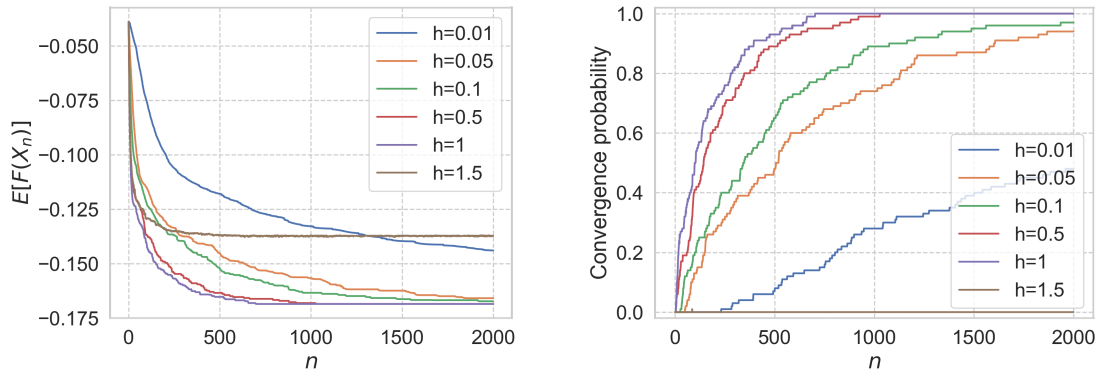 E[F(Xₙ)]
−0.050
−0.075
−0.100
−0.125
−0.150
−0.175
0
500
1000
1500
2000
n
h=0.01
h=0.05
h=0.1
h=0.5
h=1
h=1.5
Convergence probability
1.0
0.8
0.6
0.4
0.2
0.0
0
500
1000
1500
2000
n
h=0.01
h=0.05
h=0.1
h=0.5
h=1
h=1.5